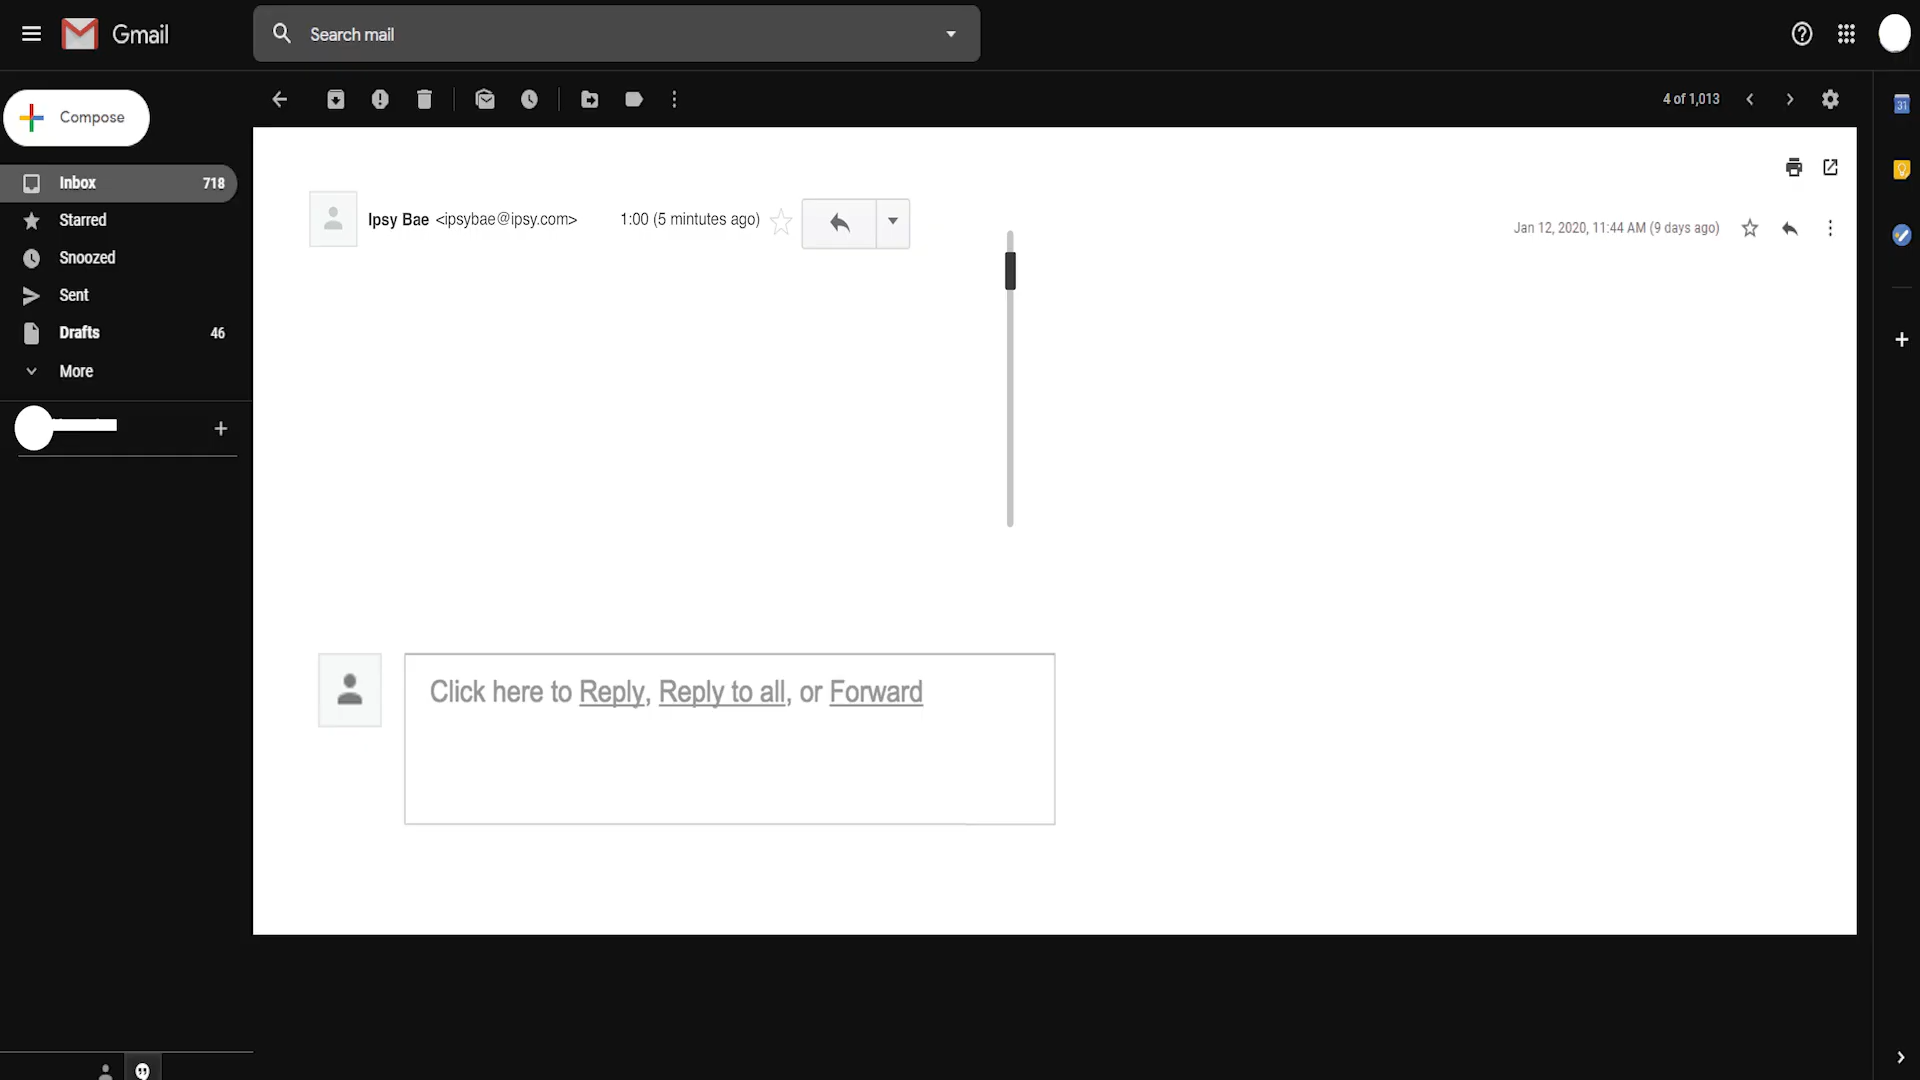 Gmail
Search mail
Compose
4 of 1,013
31
Inbox 718
Starred
Snoozed
Sent
Drafts 46
More
Ipsy Bae <ipsybae@ipsy.com> 1:00 (5 mintutes ago)
Jan 12, 2020, 11:44 AM (9 days ago)
Click here to Reply, Reply to all, or Forward